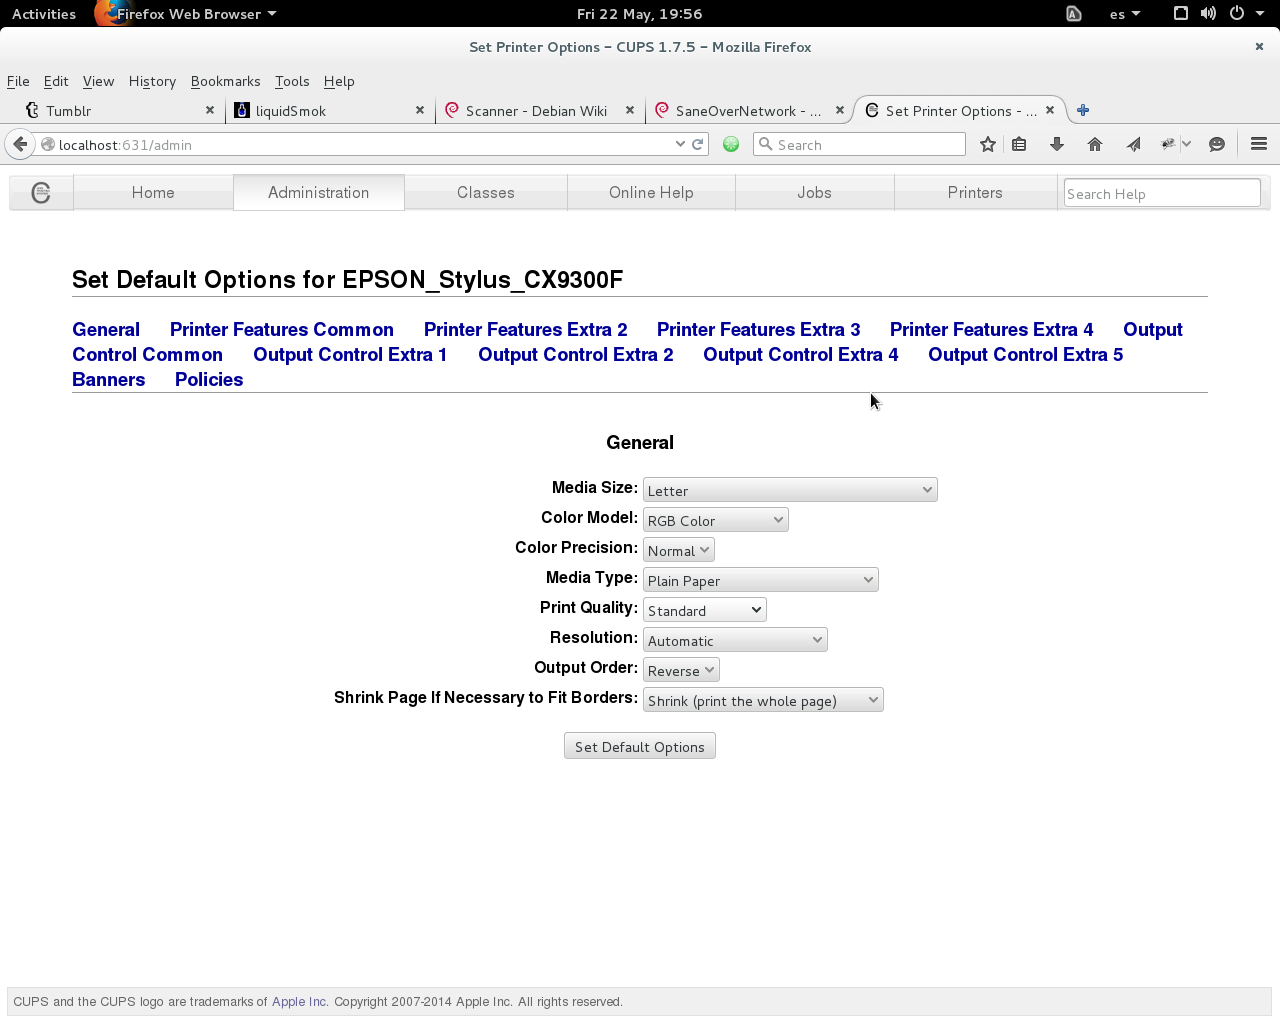 Activities Firefox Web Browser Fri 22 May, 19:56 es
Set Printer Options – CUPS 1.7.5 – Mozilla Firefox
File Edit View History Bookmarks Tools Help
Tumblr liquidSmok Scanner - Debian Wiki SaneOverNetwork - ... Set Printer Options - ...
localhost:631/admin Search
Home Administration Classes Online Help Jobs Printers Search Help
Set Default Options for EPSON_Stylus_CX9300F
General Printer Features Common Printer Features Extra 2 Printer Features Extra 3 Printer Features Extra 4 Output
Control Common Output Control Extra 1 Output Control Extra 2 Output Control Extra 4 Output Control Extra 5
Banners Policies
General
Media Size: Letter
Color Model: RGB Color
Color Precision: Normal
Media Type: Plain Paper
Print Quality: Standard
Resolution: Automatic
Output Order: Reverse
Shrink Page If Necessary to Fit Borders: Shrink (print the whole page)
Set Default Options
CUPS and the CUPS logo are trademarks of Apple Inc. Copyright 2007-2014 Apple Inc. All rights reserved.